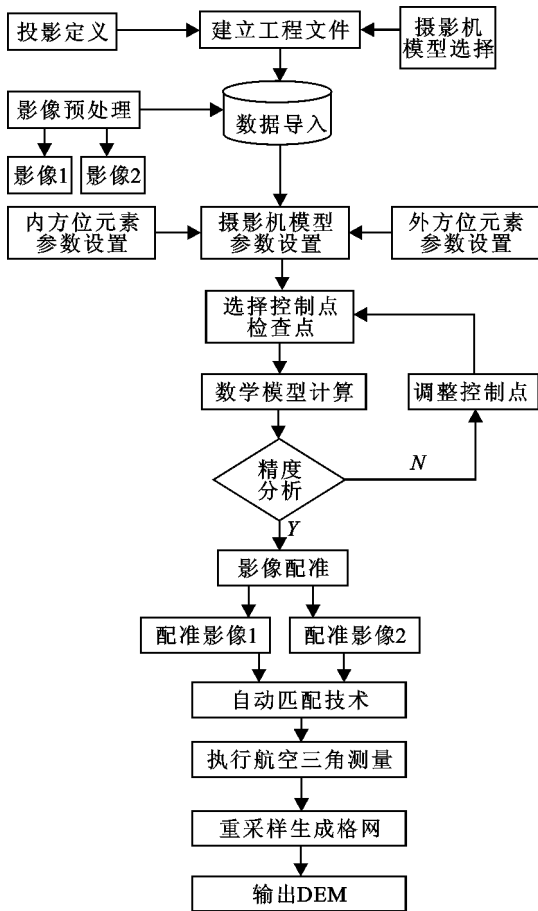 投影定义
建立工程文件
摄影机
模型选择
影像预处理
数据导入
影像1
影像2
内方位元素
参数设置
摄影机模型
参数设置
外方位元素
参数设置
选择控制点
检查点
数学模型计算
调整控制点
精度
分析
N
Y
影像配准
配准影像1
配准影像2
自动匹配技术
执行航空三角测量
重采样生成格网
输出DEM